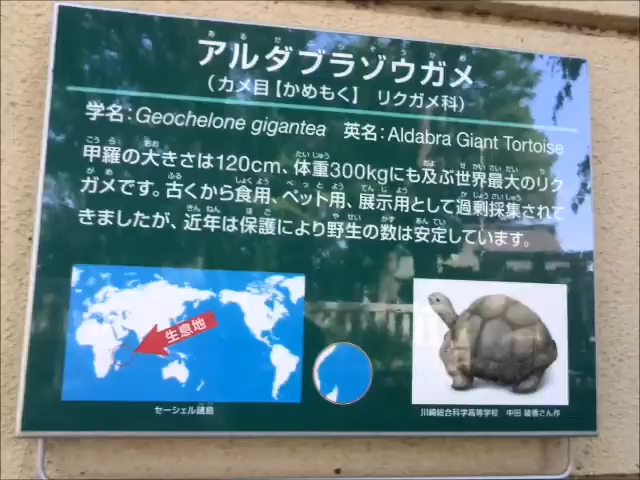 アルダブラゾウガメ
（カメ目【かめもく】 リクガメ科）
学名：Geochelone gigantea 英名：Aldabra Giant Tortoise
甲羅の大きさは120cm、体重300kgにも及ぶ世界最大のリク
ガメです。古くから食用、ペット用、展示用として過剰採集されて
きましたが、近年は保護により野生の数は安定しています。
生息地
セーシェル諸島
川崎総合科学高等学校 中田 綾香さん作